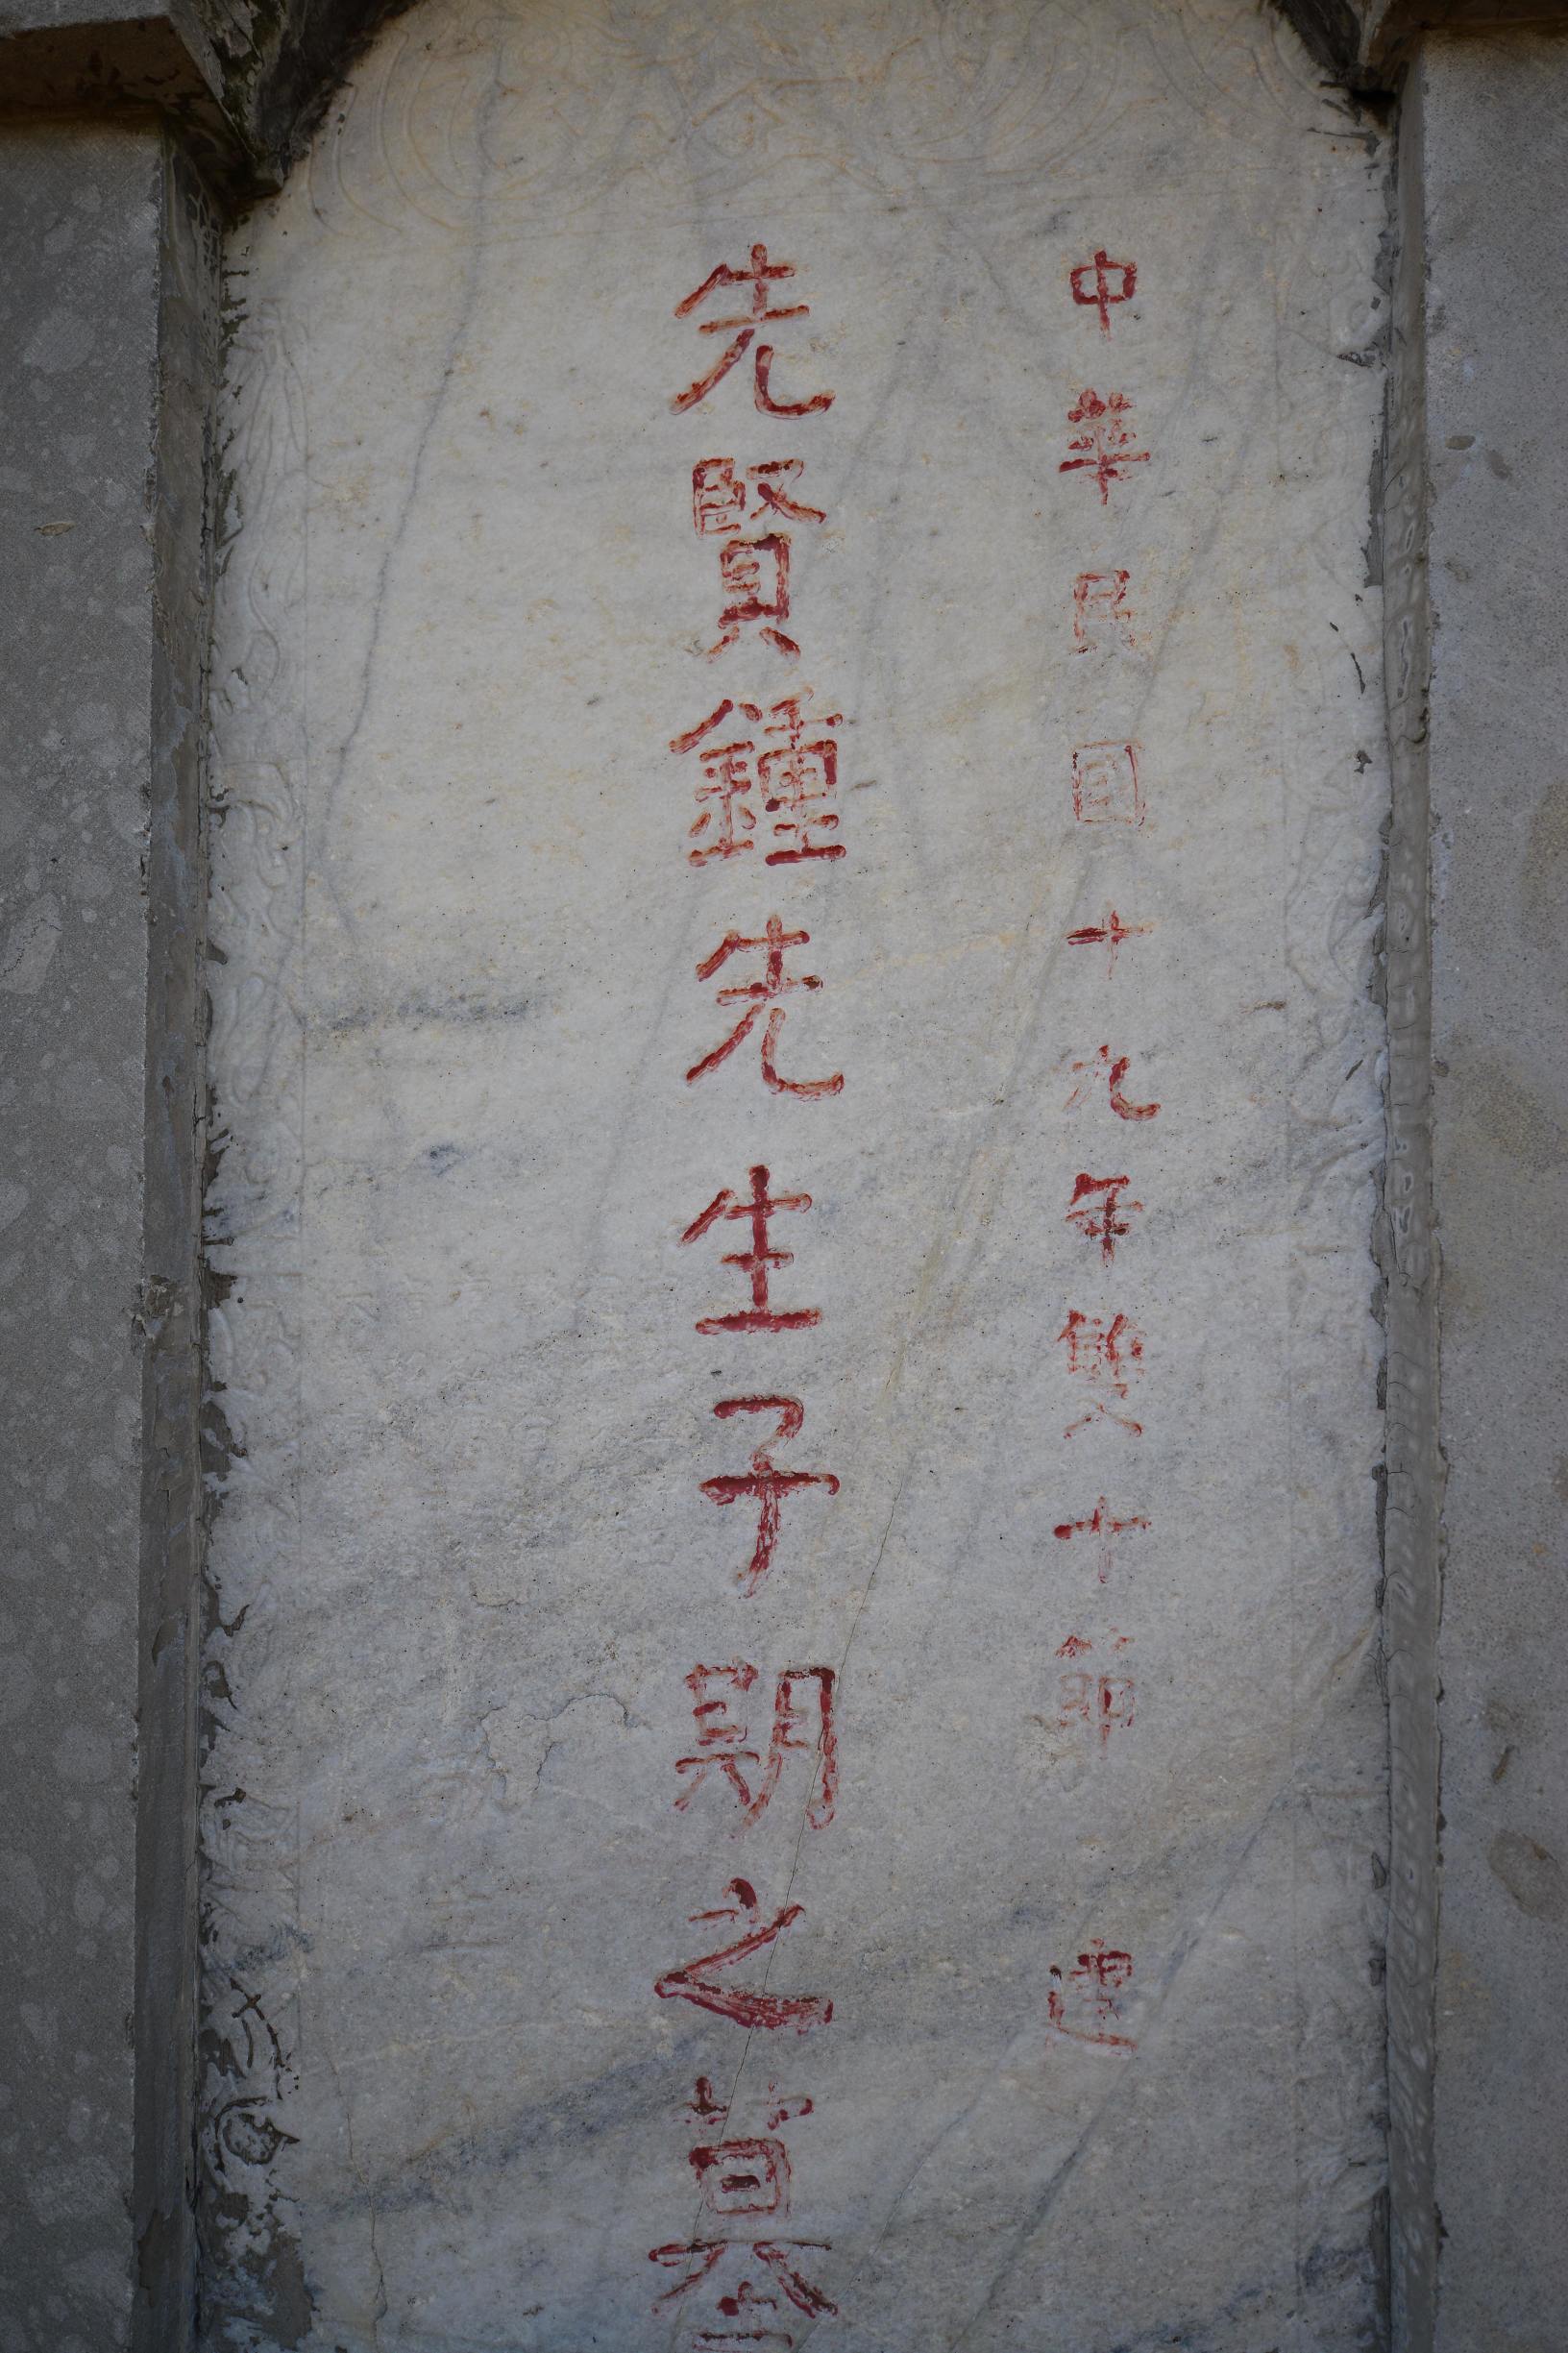 中華民國十九年雙十節 建
先賢鍾先生子期之墓